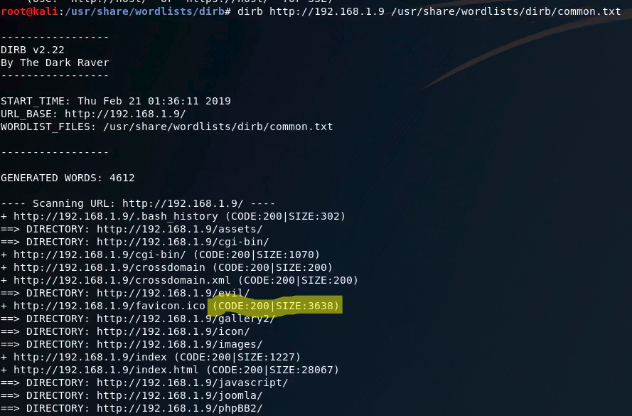 root@kali:/usr/share/wordlists/dirb# dirb http://192.168.1.9 /usr/share/wordlists/dirb/common.txt
-----------------
DIRB v2.22
By The Dark Raver
-----------------
START_TIME: Thu Feb 21 01:36:11 2019
URL_BASE: http://192.168.1.9/
WORDLIST_FILES: /usr/share/wordlists/dirb/common.txt
-----------------
GENERATED WORDS: 4612
---- Scanning URL: http://192.168.1.9/ ----
+ http://192.168.1.9/.bash_history (CODE:200|SIZE:302)
==> DIRECTORY: http://192.168.1.9/assets/
==> DIRECTORY: http://192.168.1.9/cgi-bin/
+ http://192.168.1.9/cgi-bin/ (CODE:200|SIZE:1070)
+ http://192.168.1.9/crossdomain (CODE:200|SIZE:200)
+ http://192.168.1.9/crossdomain.xml (CODE:200|SIZE:200)
==> DIRECTORY: http://192.168.1.9/evil/
+ http://192.168.1.9/favicon.ico (CODE:200|SIZE:3638)
==> DIRECTORY: http://192.168.1.9/gallery2/
==> DIRECTORY: http://192.168.1.9/icon/
==> DIRECTORY: http://192.168.1.9/images/
+ http://192.168.1.9/index (CODE:200|SIZE:1227)
+ http://192.168.1.9/index.html (CODE:200|SIZE:28067)
==> DIRECTORY: http://192.168.1.9/javascript/
==> DIRECTORY: http://192.168.1.9/joomla/
==> DIRECTORY: http://192.168.1.9/phpBB2/